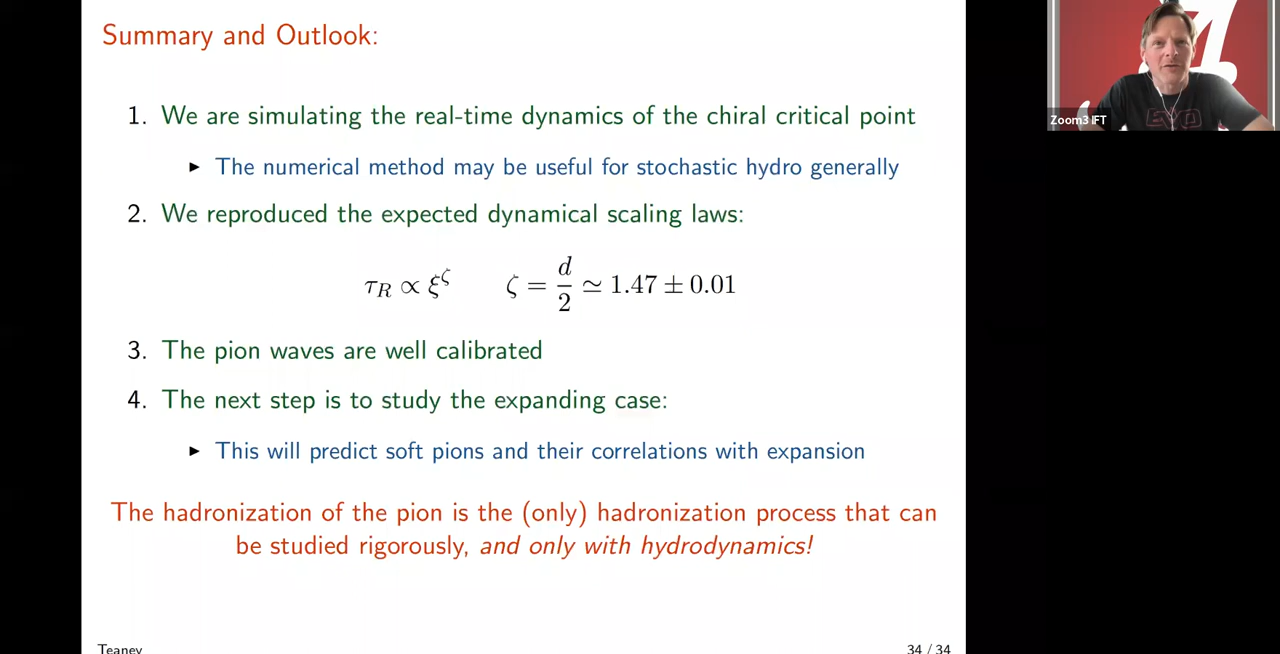 Summary and Outlook:
1. We are simulating the real-time dynamics of the chiral critical point
▶ The numerical method may be useful for stochastic hydro generally
2. We reproduced the expected dynamical scaling laws:
τ_R ∝ ξ^ζ ζ = d/2 ≃ 1.47 ± 0.01
3. The pion waves are well calibrated
4. The next step is to study the expanding case:
▶ This will predict soft pions and their correlations with expansion
The hadronization of the pion is the (only) hadronization process that can
be studied rigorously, and only with hydrodynamics!
Teaney
34 / 34
Zoom3 IFT
EVO